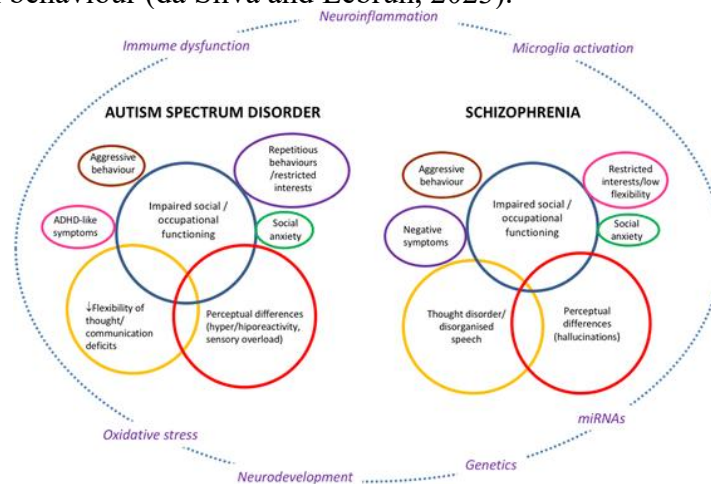 behaviour (da Silva and Lebrun, 2023).
Neuroinflammation
Immume dysfunction
Microglia activation
AUTISM SPECTRUM DISORDER
SCHIZOPHRENIA
Aggressive
behaviour
Repetitious
behaviours
/restricted
interests
Impaired social /
occupational
functioning
ADHD-like
symptoms
Social
anxiety
↓Flexibility of
thought/
communication
deficits
Perceptual differences
(hyper/hiporeactivity,
sensory overload)
Aggressive
behaviour
Restricted
interests/low
flexibility
Impaired social /
occupational
functioning
Negative
symptoms
Social
anxiety
Thought disorder/
disorganised
speech
Perceptual
differences
(hallucinations)
miRNAs
Oxidative stress
Genetics
Neurodevelopment